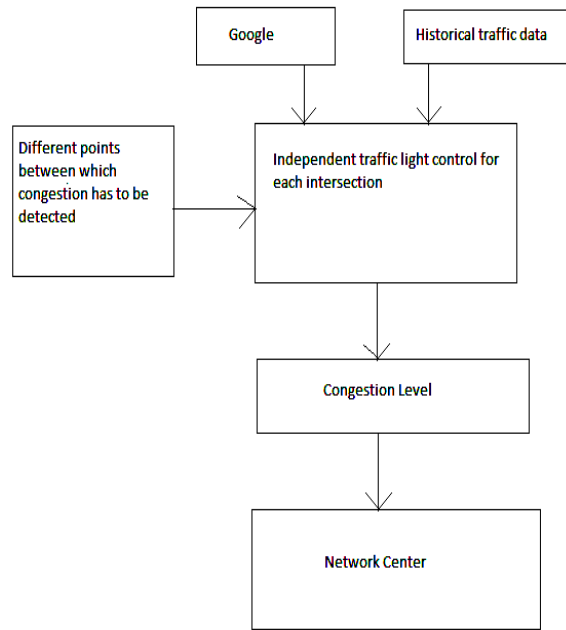 Google
Historical traffic data
Different points
between which
congestion has to be
detected
Independent traffic light control for
each intersection
Congestion Level
Network Center